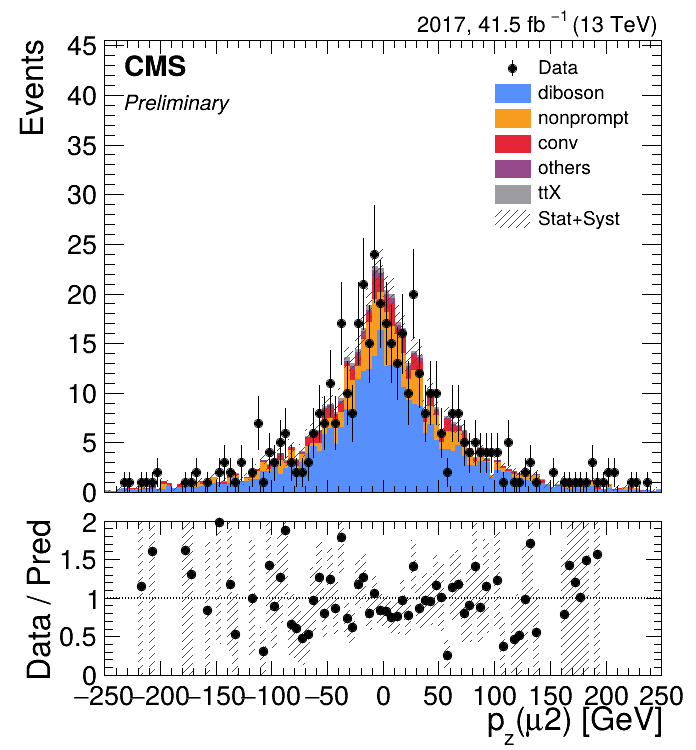 2017, 41.5 fb⁻¹ (13 TeV)
CMS
Preliminary
Events
45
40
35
30
25
20
15
10
5
0
Data
diboson
nonprompt
conv
others
ttX
Stat+Syst
Data / Pred
2
1.5
1
0.5
0
−250 −200 −150 −100 −50 0 50 100 150 200 250
p_z(μ2) [GeV]